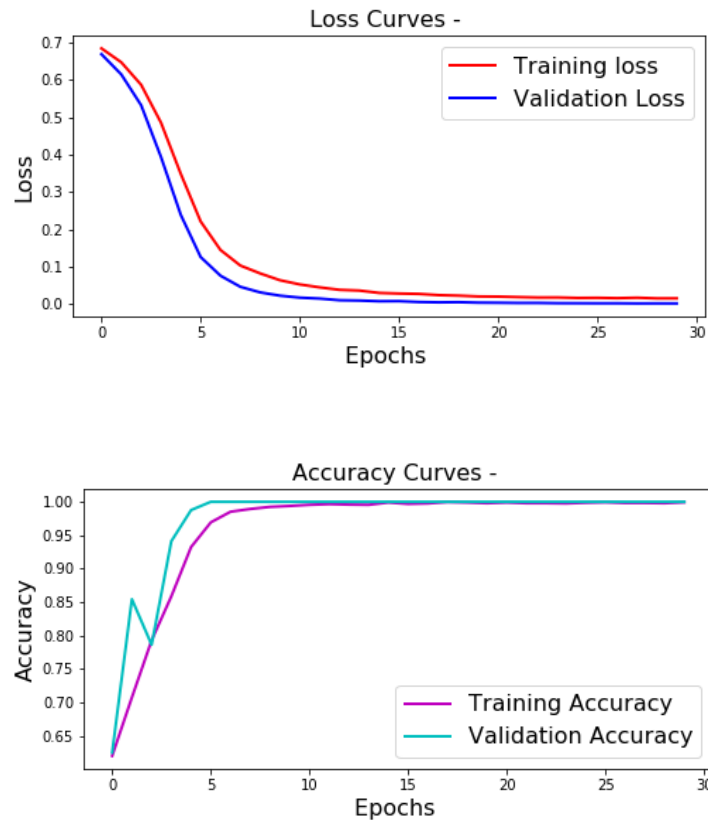 Loss Curves -
0.7
0.6
0.5
0.4
0.3
0.2
0.1
0.0
Loss
Training loss
Validation Loss
0 5 10 15 20 25 30
Epochs
Accuracy Curves -
1.00
0.95
0.90
0.85
0.80
0.75
0.70
0.65
Accuracy
Training Accuracy
Validation Accuracy
0 5 10 15 20 25 30
Epochs